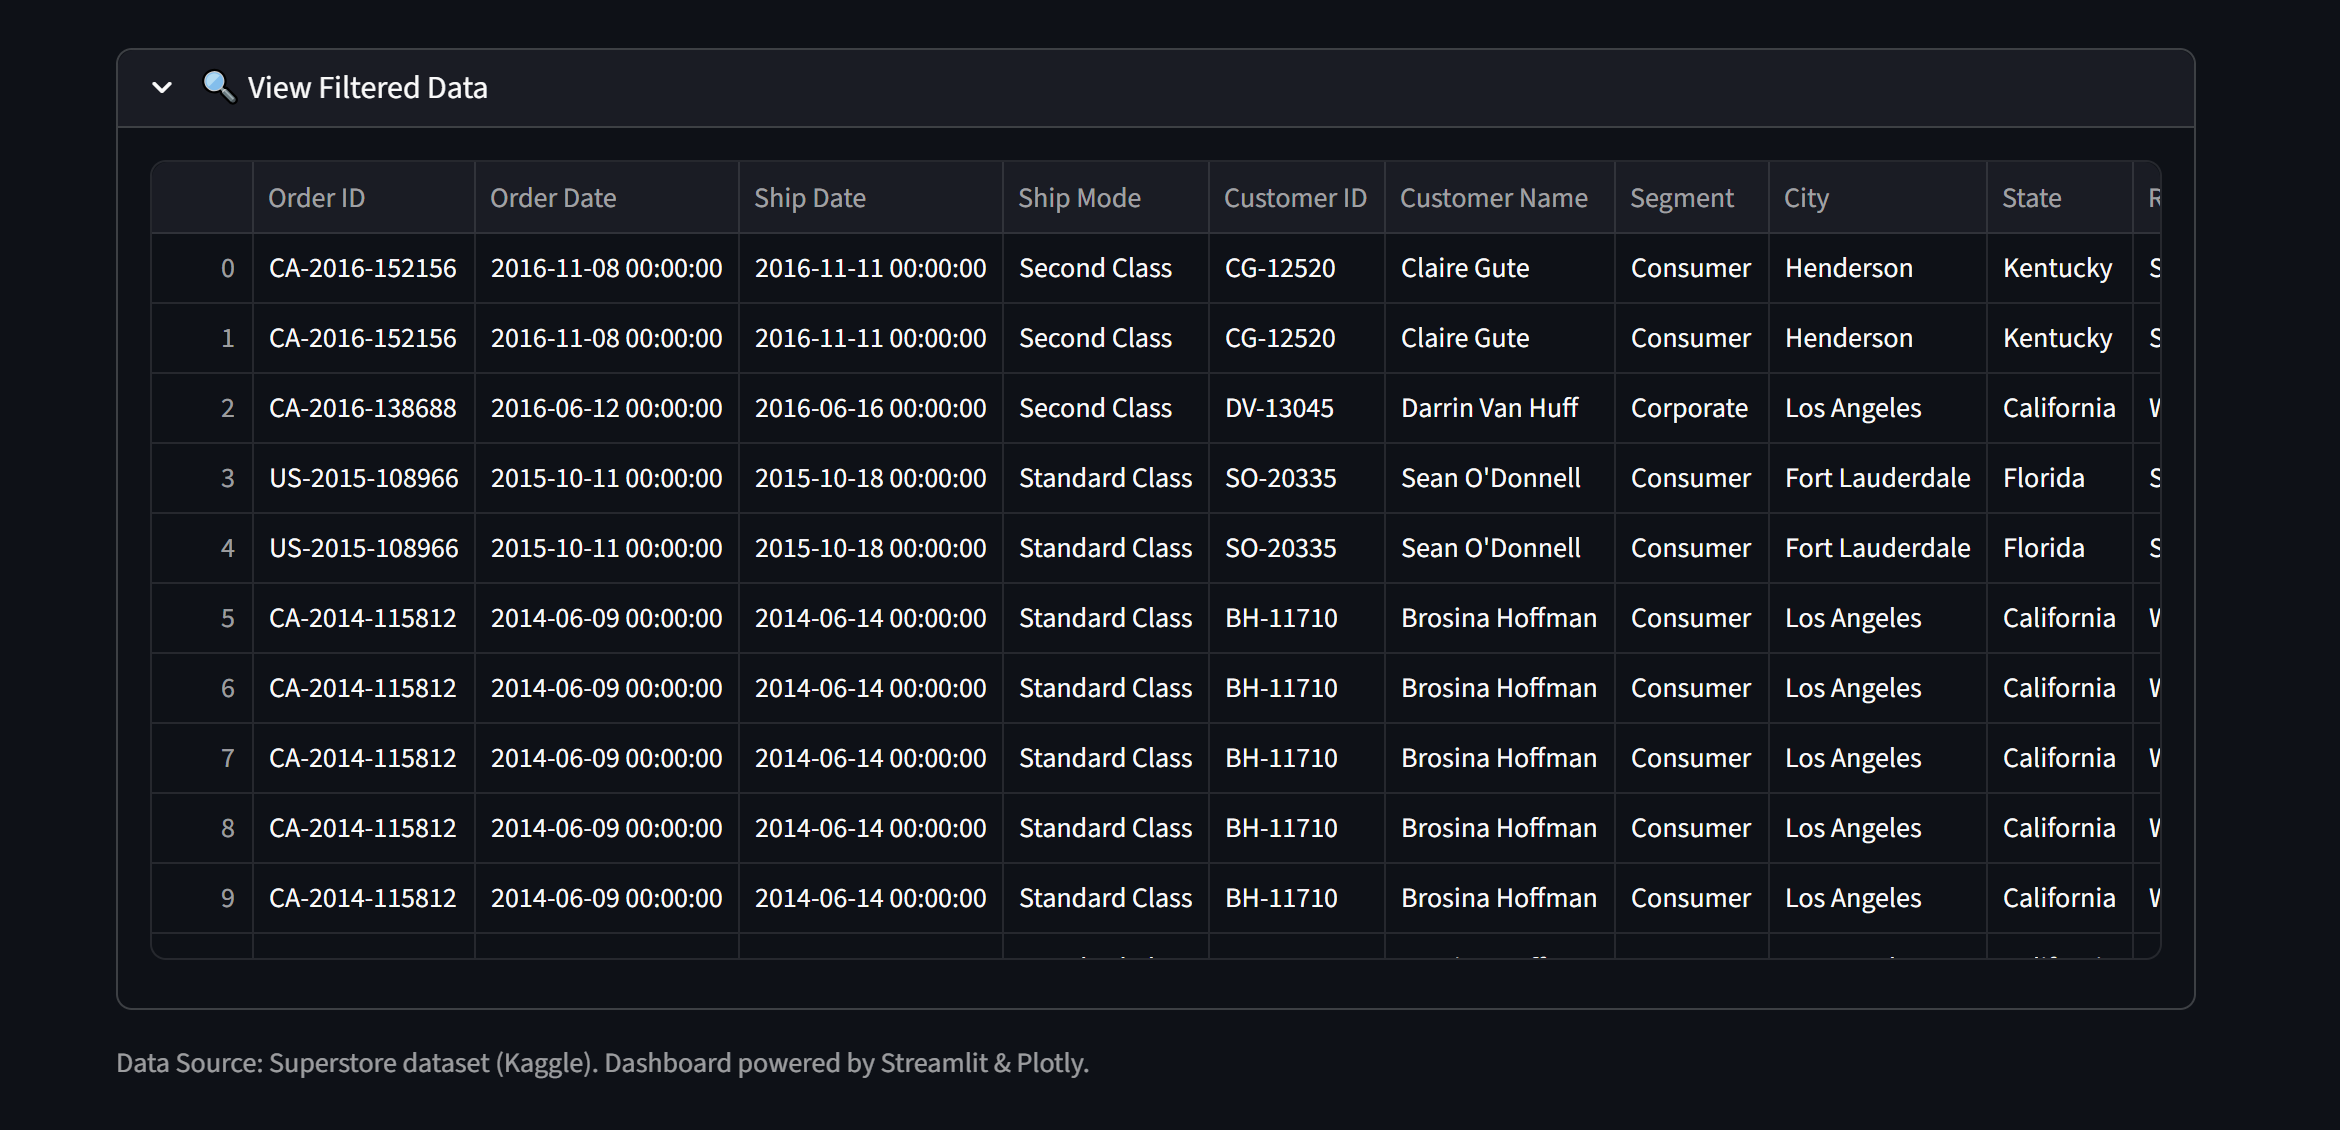 View Filtered Data
Order ID Order Date Ship Date Ship Mode Customer ID Customer Name Segment City State
0 CA-2016-152156 2016-11-08 00:00:00 2016-11-11 00:00:00 Second Class CG-12520 Claire Gute Consumer Henderson Kentucky
1 CA-2016-152156 2016-11-08 00:00:00 2016-11-11 00:00:00 Second Class CG-12520 Claire Gute Consumer Henderson Kentucky
2 CA-2016-138688 2016-06-12 00:00:00 2016-06-16 00:00:00 Second Class DV-13045 Darrin Van Huff Corporate Los Angeles California
3 US-2015-108966 2015-10-11 00:00:00 2015-10-18 00:00:00 Standard Class SO-20335 Sean O'Donnell Consumer Fort Lauderdale Florida
4 US-2015-108966 2015-10-11 00:00:00 2015-10-18 00:00:00 Standard Class SO-20335 Sean O'Donnell Consumer Fort Lauderdale Florida
5 CA-2014-115812 2014-06-09 00:00:00 2014-06-14 00:00:00 Standard Class BH-11710 Brosina Hoffman Consumer Los Angeles California
6 CA-2014-115812 2014-06-09 00:00:00 2014-06-14 00:00:00 Standard Class BH-11710 Brosina Hoffman Consumer Los Angeles California
7 CA-2014-115812 2014-06-09 00:00:00 2014-06-14 00:00:00 Standard Class BH-11710 Brosina Hoffman Consumer Los Angeles California
8 CA-2014-115812 2014-06-09 00:00:00 2014-06-14 00:00:00 Standard Class BH-11710 Brosina Hoffman Consumer Los Angeles California
9 CA-2014-115812 2014-06-09 00:00:00 2014-06-14 00:00:00 Standard Class BH-11710 Brosina Hoffman Consumer Los Angeles California
Data Source: Superstore dataset (Kaggle). Dashboard powered by Streamlit & Plotly.